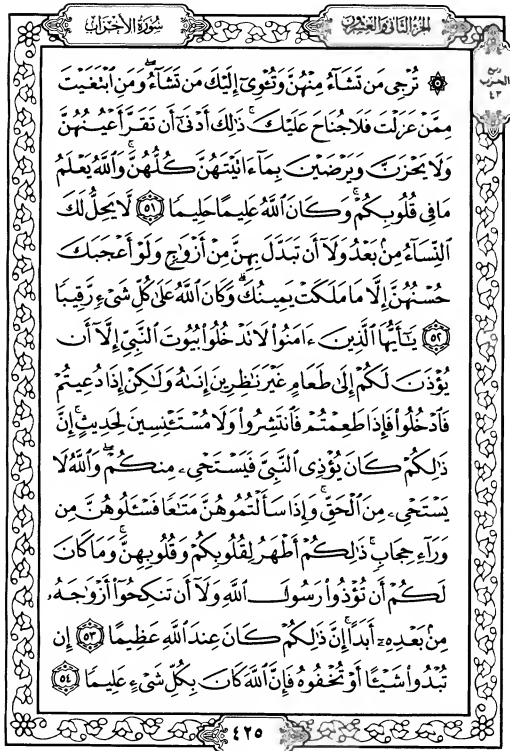 الجزء الثاني والعشرون
سورة الأحزاب
ربع
الحزب
٤٣
۞ تُرْجِى مَن تَشَآءُ مِنْهُنَّ وَتُـْٔوِىٓ إِلَيْكَ مَن تَشَآءُ ۖ وَمَنِ ٱبْتَغَيْتَ
مِمَّنْ عَزَلْتَ فَلَا جُنَاحَ عَلَيْكَ ۚ ذَٰلِكَ أَدْنَىٰٓ أَن تَقَرَّ أَعْيُنُهُنَّ
وَلَا يَحْزَنَّ وَيَرْضَيْنَ بِمَآ ءَاتَيْتَهُنَّ كُلُّهُنَّ ۚ وَٱللَّهُ يَعْلَمُ
مَا فِى قُلُوبِكُمْ ۚ وَكَانَ ٱللَّهُ عَلِيمًا حَلِيمًا ٥١ لَّا يَحِلُّ لَكَ
ٱلنِّسَآءُ مِنۢ بَعْدُ وَلَآ أَن تَبَدَّلَ بِهِنَّ مِنْ أَزْوَٰجٍ وَلَوْ أَعْجَبَكَ
حُسْنُهُنَّ إِلَّا مَا مَلَكَتْ يَمِينُكَ ۗ وَكَانَ ٱللَّهُ عَلَىٰ كُلِّ شَىْءٍ رَّقِيبًا
٥٢ يَـٰٓأَيُّهَا ٱلَّذِينَ ءَامَنُوا۟ لَا تَدْخُلُوا۟ بُيُوتَ ٱلنَّبِىِّ إِلَّآ أَن
يُؤْذَنَ لَكُمْ إِلَىٰ طَعَامٍ غَيْرَ نَـٰظِرِينَ إِنَىٰهُ وَلَـٰكِنْ إِذَا دُعِيتُمْ
فَٱدْخُلُوا۟ فَإِذَا طَعِمْتُمْ فَٱنتَشِرُوا۟ وَلَا مُسْتَـْٔنِسِينَ لِحَدِيثٍ ۚ إِنَّ
ذَٰلِكُمْ كَانَ يُؤْذِى ٱلنَّبِىَّ فَيَسْتَحْىِۦ مِنكُمْ ۖ وَٱللَّهُ لَا
يَسْتَحْىِۦ مِنَ ٱلْحَقِّ ۚ وَإِذَا سَأَلْتُمُوهُنَّ مَتَـٰعًا فَسْـَٔلُوهُنَّ مِن
وَرَآءِ حِجَابٍ ۚ ذَٰلِكُمْ أَطْهَرُ لِقُلُوبِكُمْ وَقُلُوبِهِنَّ ۚ وَمَا كَانَ
لَكُمْ أَن تُؤْذُوا۟ رَسُولَ ٱللَّهِ وَلَآ أَن تَنكِحُوٓا۟ أَزْوَٰجَهُۥ
مِنۢ بَعْدِهِۦٓ أَبَدًا ۚ إِنَّ ذَٰلِكُمْ كَانَ عِندَ ٱللَّهِ عَظِيمًا ٥٣ إِن
تُبْدُوا۟ شَيْـًٔا أَوْ تُخْفُوهُ فَإِنَّ ٱللَّهَ كَانَ بِكُلِّ شَىْءٍ عَلِيمًا ٥٤
٤٢٥